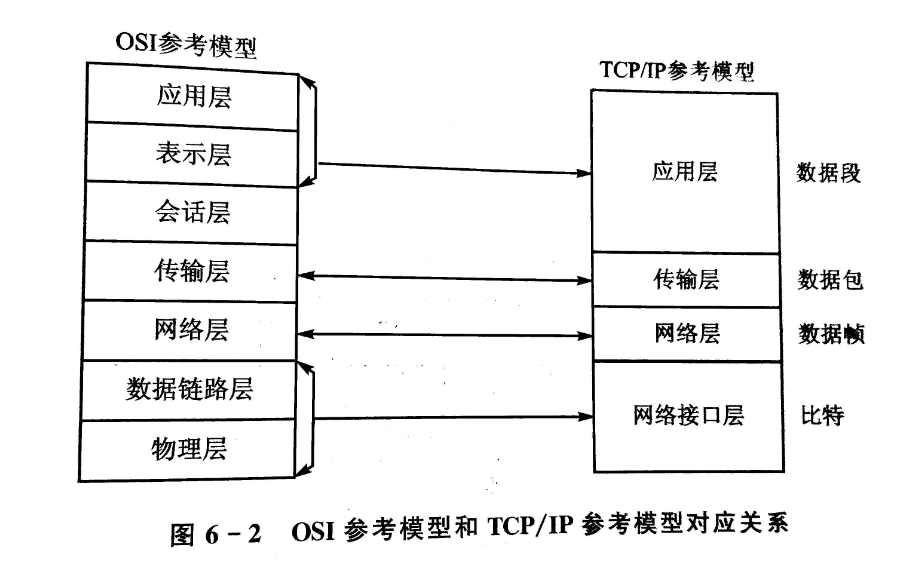 OSI参考模型
应用层
表示层
会话层
传输层
网络层
数据链路层
物理层
TCP/IP参考模型
应用层 数据段
传输层 数据包
网络层 数据帧
网络接口层 比特
图 6-2 OSI 参考模型和 TCP/IP 参考模型对应关系